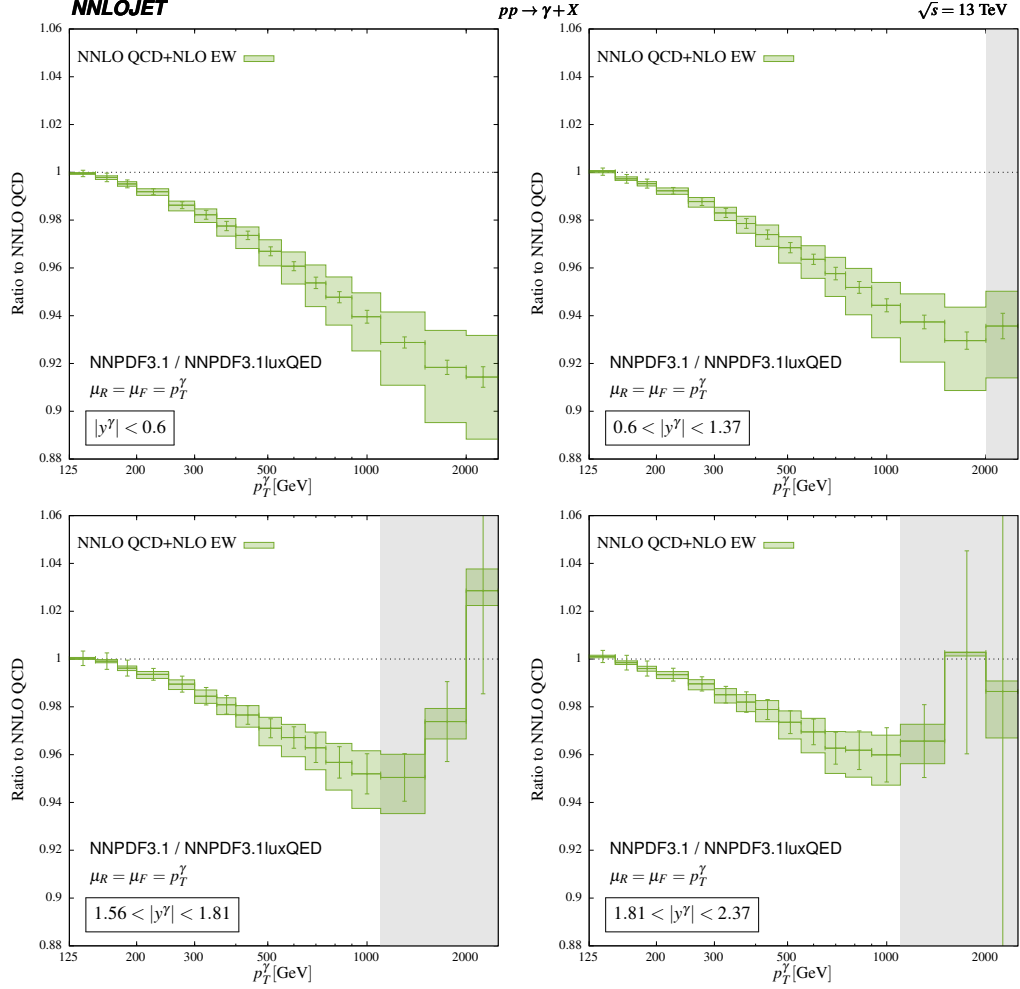 NNLOJET pp → γ + X √s = 13 TeV
1.06
1.04
1.02
1
0.98
0.96
0.94
0.92
0.9
0.88
Ratio to NNLO QCD
NNLO QCD+NLO EW
NNPDF3.1 / NNPDF3.1luxQED
μ_R = μ_F = p_T^γ
|y^γ| < 0.6
125 200 300 500 1000 2000
p_T^γ [GeV]
1.06
1.04
1.02
1
0.98
0.96
0.94
0.92
0.9
0.88
Ratio to NNLO QCD
NNLO QCD+NLO EW
NNPDF3.1 / NNPDF3.1luxQED
μ_R = μ_F = p_T^γ
0.6 < |y^γ| < 1.37
125 200 300 500 1000 2000
p_T^γ [GeV]
1.06
1.04
1.02
1
0.98
0.96
0.94
0.92
0.9
0.88
Ratio to NNLO QCD
NNLO QCD+NLO EW
NNPDF3.1 / NNPDF3.1luxQED
μ_R = μ_F = p_T^γ
1.56 < |y^γ| < 1.81
125 200 300 500 1000 2000
p_T^γ [GeV]
1.06
1.04
1.02
1
0.98
0.96
0.94
0.92
0.9
0.88
Ratio to NNLO QCD
NNLO QCD+NLO EW
NNPDF3.1 / NNPDF3.1luxQED
μ_R = μ_F = p_T^γ
1.81 < |y^γ| < 2.37
125 200 300 500 1000 2000
p_T^γ [GeV]